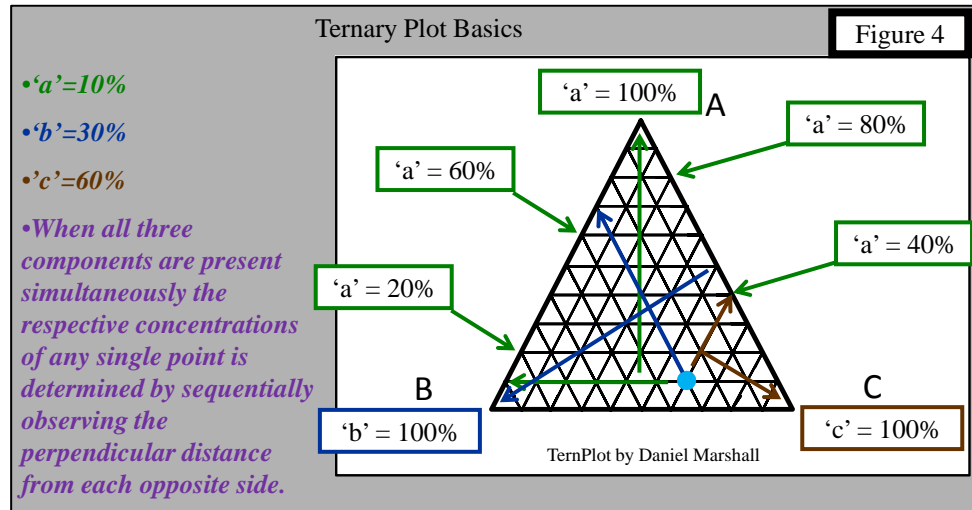 Ternary Plot Basics
Figure 4
•‘a’=10%
•‘b’=30%
•’c’=60%
•When all three
components are present
simultaneously the
respective concentrations
of any single point is
determined by sequentially
observing the
perpendicular distance
from each opposite side.
‘a’ = 100%
A
‘a’ = 80%
‘a’ = 60%
‘a’ = 40%
‘a’ = 20%
B
C
‘b’ = 100%
‘c’ = 100%
TernPlot by Daniel Marshall